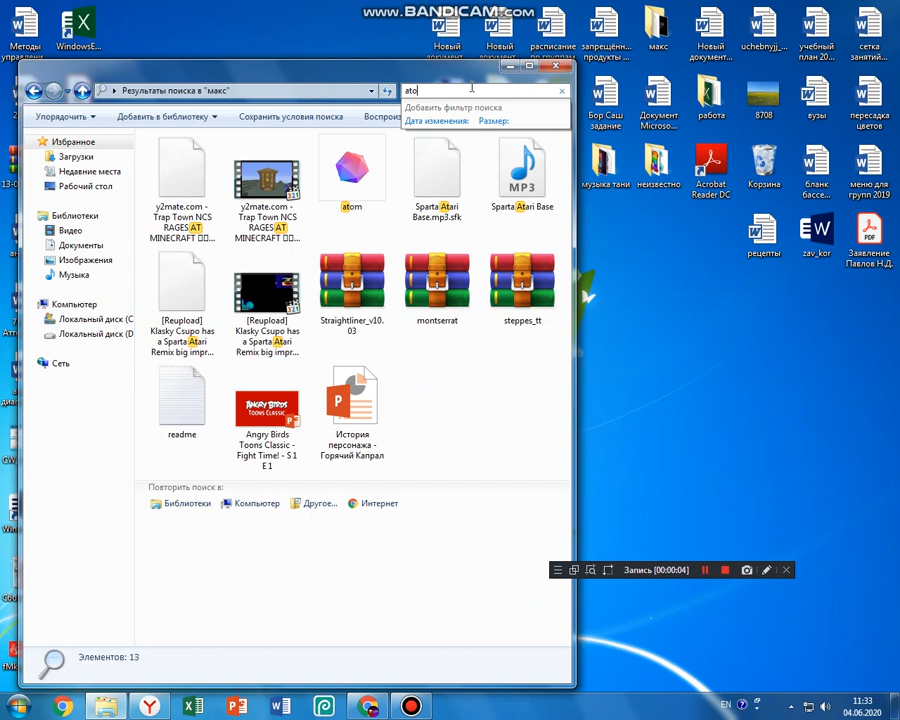 www.BANDICAM.com
Методы
управлени...
WindowsE...
Новый
Новый
расписание
запрещённ...
продукты ...
макс
Новый
документ...
uchebnyjj_...
учебный
план 20...
сетка
занятий...
Бор Саш
задание
Документ
Microso...
работа
8708
вузы
пересадка
цветов
музыка тани
неизвестно
Acrobat
Reader DC
Корзина
бланк
бассе...
меню для
групп 2019
рецепты
zav_kor
Заявление
Павлов Н.Д.
Результаты поиска в "макс"
ato
Добавить фильтр поиска
Дата изменения:
Размер:
Упорядочить
Добавить в библиотеку
Сохранить условия поиска
Воспроиз
Избранное
Загрузки
Недавние места
Рабочий стол
Библиотеки
Видео
Документы
Изображения
Музыка
Компьютер
Локальный диск (C
Локальный диск (D
Сеть
y2mate.com -
Trap Town NCS
RAGES AT
MINECRAFT
y2mate.com -
Trap Town NCS
RAGES AT
MINECRAFT
atom
Sparta Atari
Base.mp3.sfk
MP3
Sparta Atari Base
[Reupload]
Klasky Csupo has
a Sparta Atari
Remix big impr...
[Reupload]
Klasky Csupo has
a Sparta Atari
Remix big impr...
Straightliner_v10.
03
montserrat
steppes_tt
readme
ANGRY BIRDS
TOONS CLASSIC
Angry Birds
Toons Classic -
Fight Time! - S1
E1
История
персонажа -
Горячий Капрал
Повторить поиск в:
Библиотеки
Компьютер
Другое...
Интернет
Запись [00:00:04]
Элементов: 13
EN
11:33
04.06.2020